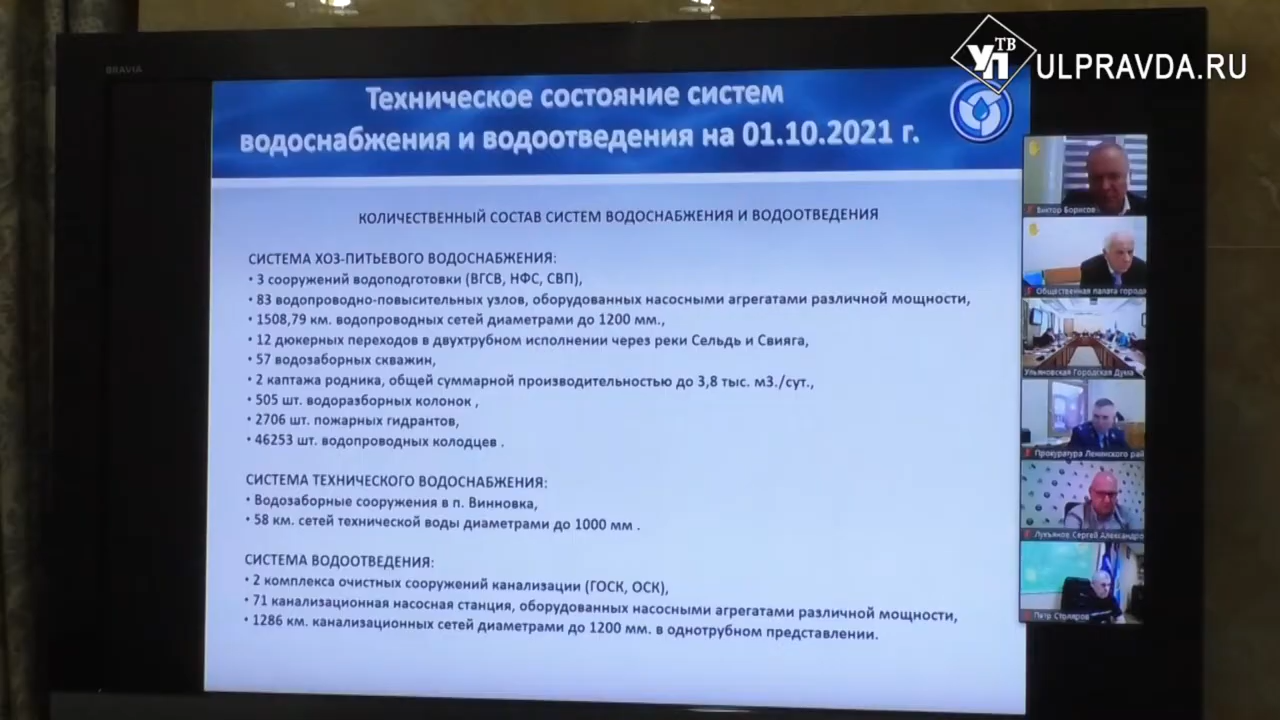 BRAVIA
УП ТВ
ULPRAVDA.RU
Техническое состояние систем
водоснабжения и водоотведения на 01.10.2021 г.
КОЛИЧЕСТВЕННЫЙ СОСТАВ СИСТЕМ ВОДОСНАБЖЕНИЯ И ВОДООТВЕДЕНИЯ
СИСТЕМА ХОЗ-ПИТЬЕВОГО ВОДОСНАБЖЕНИЯ:
• 3 сооружений водоподготовки (ВГСВ, НФС, СВП),
• 83 водопроводно-повысительных узлов, оборудованных насосными агрегатами различной мощности,
• 1508,79 км. водопроводных сетей диаметрами до 1200 мм.,
• 12 дюкерных переходов в двухтрубном исполнении через реки Сельдь и Свияга,
• 57 водозаборных скважин,
• 2 каптажа родника, общей суммарной производительностью до 3,8 тыс. м3./сут.,
• 505 шт. водоразборных колонок ,
• 2706 шт. пожарных гидрантов,
• 46253 шт. водопроводных колодцев .
СИСТЕМА ТЕХНИЧЕСКОГО ВОДОСНАБЖЕНИЯ:
• Водозаборные сооружения в п. Винновка,
• 58 км. сетей технической воды диаметрами до 1000 мм .
СИСТЕМА ВОДООТВЕДЕНИЯ:
• 2 комплекса очистных сооружений канализации (ГОСК, ОСК),
• 71 канализационная насосная станция, оборудованных насосными агрегатами различной мощности,
• 1286 км. канализационных сетей диаметрами до 1200 мм. в однотрубном представлении.
Виктор Борисов
Общественная палата города
Ульяновская Городская Дума
Прокуратура Ленинского рай
Лукьянов Сергей Александро
Петр Столяров